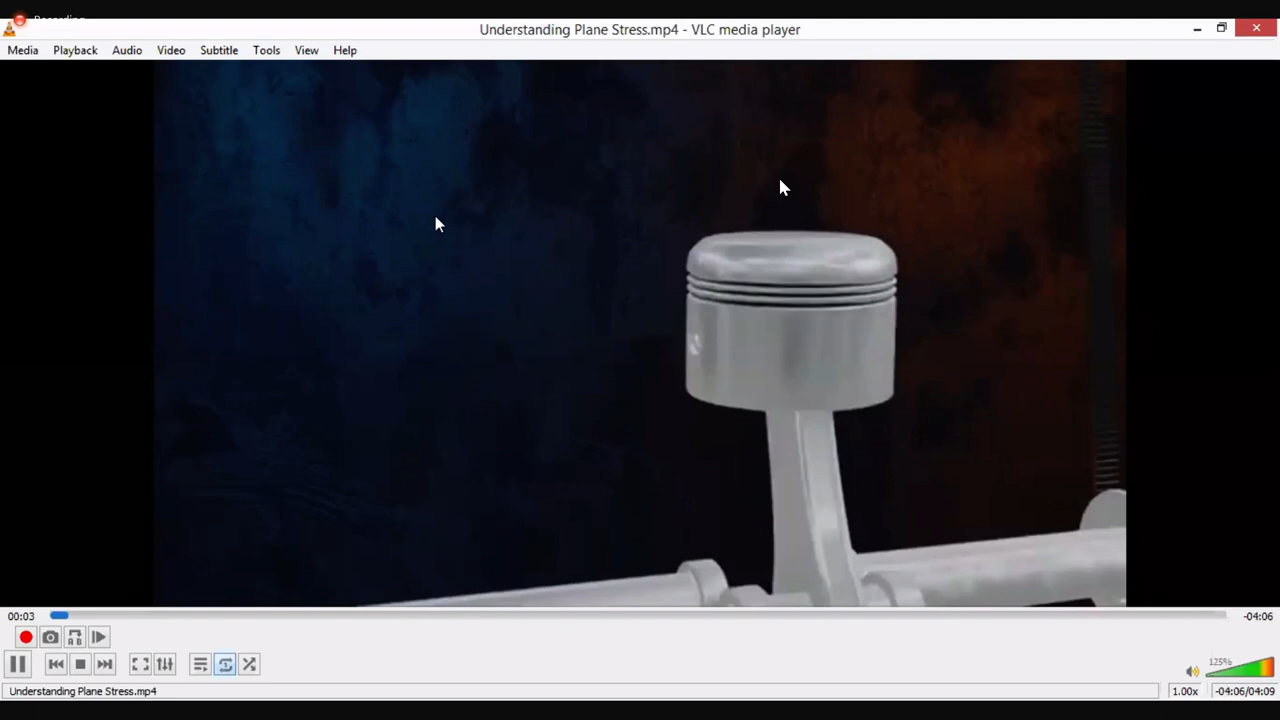 Recording
Understanding Plane Stress.mp4 - VLC media player
Media Playback Audio Video Subtitle Tools View Help
00:03 -04:06
125%
Understanding Plane Stress.mp4 1.00x -04:06/04:09